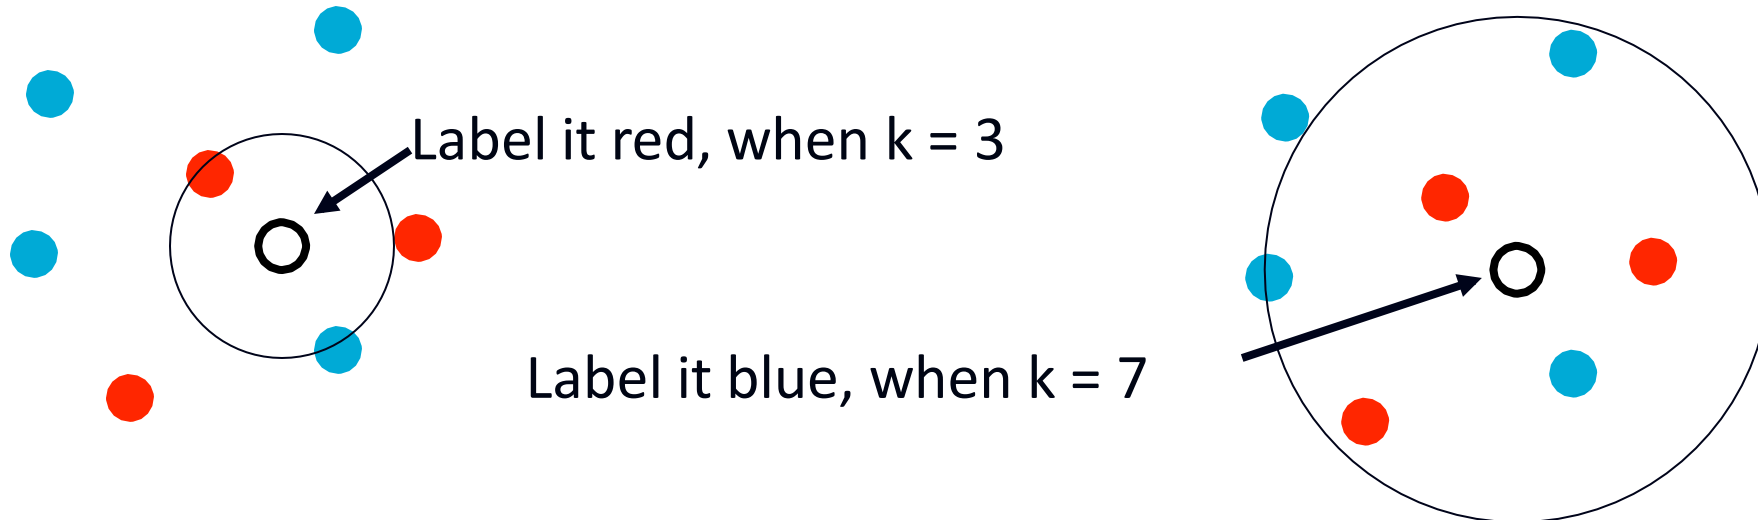 Label it red, when k = 3
Label it blue, when k = 7